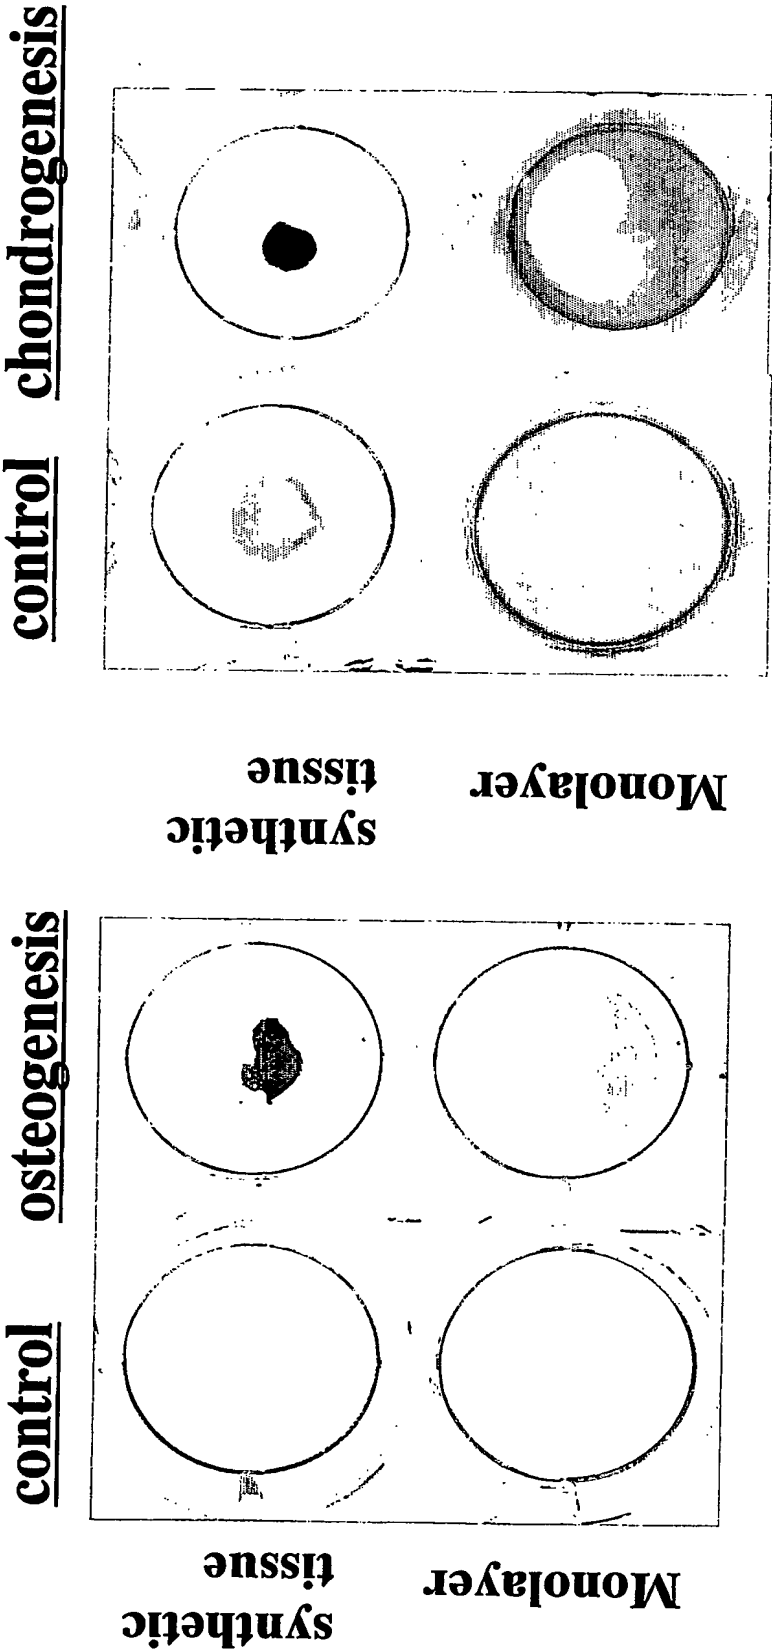 control
osteogenesis
synthetic
tissue
Monolayer
control
chondrogenesis
synthetic
tissue
Monolayer